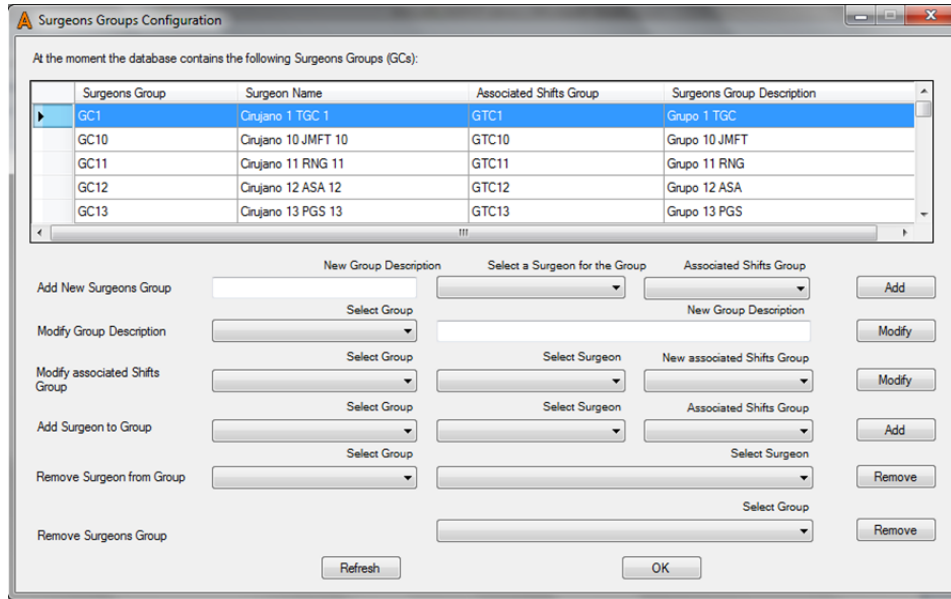 Surgeons Groups Configuration
At the moment the database contains the following Surgeons Groups (GCs):
Surgeons Group Surgeon Name Associated Shifts Group Surgeons Group Description
GC1 Cirujano 1 TGC 1 GTC1 Grupo 1 TGC
GC10 Cirujano 10 JMFT 10 GTC10 Grupo 10 JMFT
GC11 Cirujano 11 RNG 11 GTC11 Grupo 11 RNG
GC12 Cirujano 12 ASA 12 GTC12 Grupo 12 ASA
GC13 Cirujano 13 PGS 13 GTC13 Grupo 13 PGS
New Group Description Select a Surgeon for the Group Associated Shifts Group
Add New Surgeons Group Add
Select Group New Group Description
Modify Group Description Modify
Select Group Select Surgeon New associated Shifts Group
Modify associated Shifts
Group Modify
Select Group Select Surgeon Associated Shifts Group
Add Surgeon to Group Add
Select Group Select Surgeon
Remove Surgeon from Group Remove
Select Group
Remove Surgeons Group Remove
Refresh OK